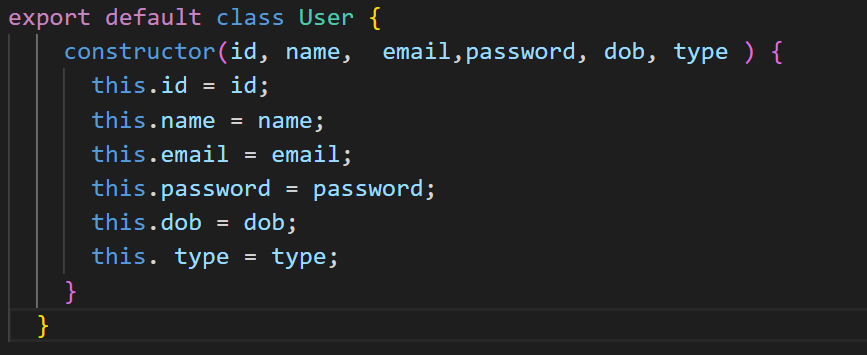 export default class User {
constructor(id, name,  email,password, dob, type ) {
this.id = id;
this.name = name;
this.email = email;
this.password = password;
this.dob = dob;
this. type = type;
}
}